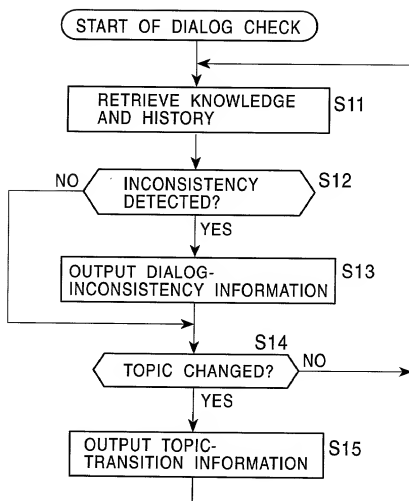 START OF DIALOG CHECK
RETRIEVE KNOWLEDGE
AND HISTORY
S11
NO
INCONSISTENCY
DETECTED?
S12
YES
OUTPUT DIALOG-
INCONSISTENCY INFORMATION
S13
S14
TOPIC CHANGED?
NO
YES
OUTPUT TOPIC-
TRANSITION INFORMATION
S15